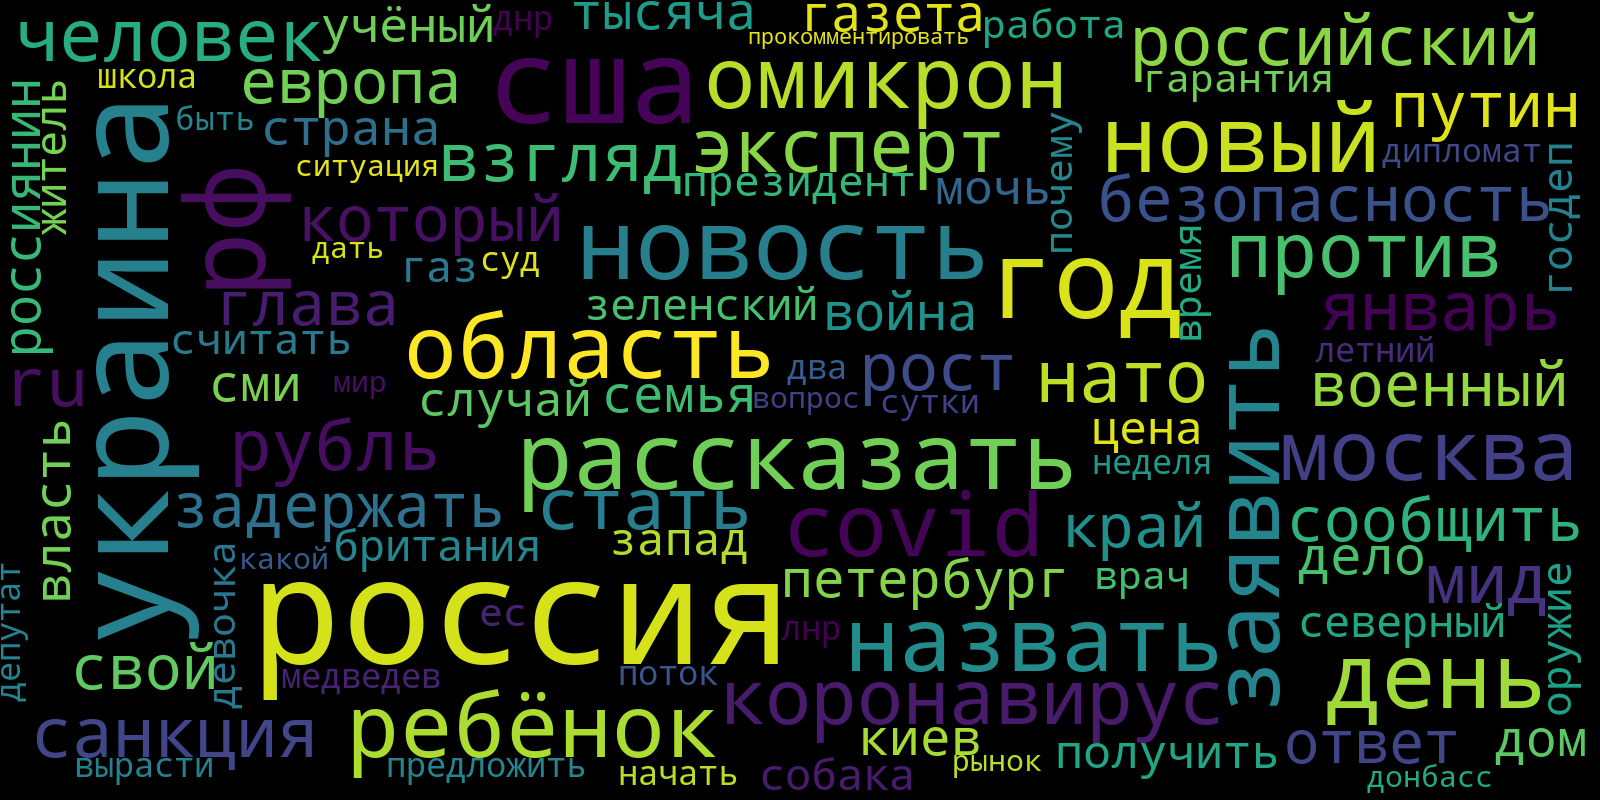 человек
учёный
днр
тысяча
газета
прокомментировать
работа
российский
школа
европа
сша
омикрон
гарантия
путин
россиянин
житель
украина
быть
страна
ситуация
взгляд
эксперт
почему
новый
дипломат
рф
который
президент
мочь
безопасность
госдеп
дать
газ
суд
новость
год
время
против
глава
зеленский
война
январь
считать
область
ru
сми
мир
случай
семья
два
вопрос
рост
сутки
нато
летний
военный
власть
рубль
рассказать
цена
неделя
заявить
москва
задержать
стать
covid
край
сообщить
какой
британия
запад
петербург
врач
дело
мид
депутат
девочка
россия
ес
лнр
назвать
северный
оружие
свой
медведев
поток
коронавирус
день
санкция
ребёнок
киев
получить
ответ
дом
вырасти
предложить
начать
собака
рынок
донбасс